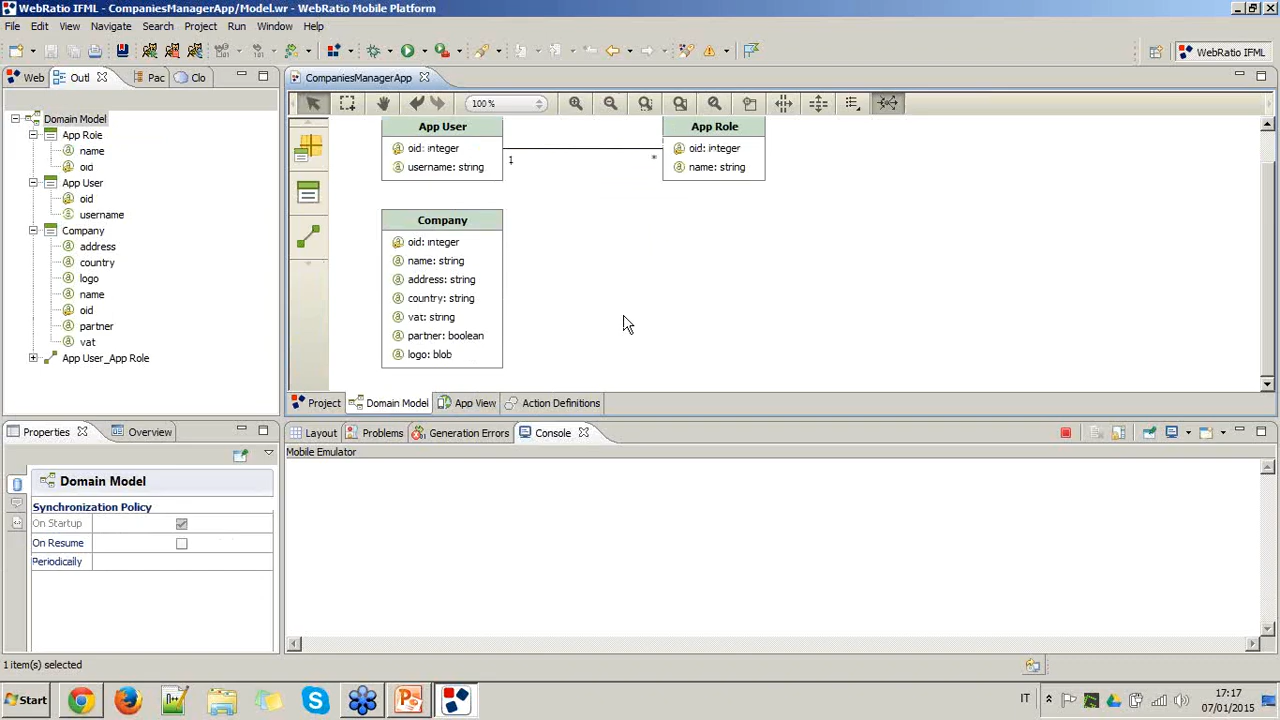 WebRatio IFML - CompaniesManagerApp/Model.wr - WebRatio Mobile Platform
File Edit View Navigate Search Project Run Window Help
WebRatio IFML
Web Outl Pac Clo
CompaniesManagerApp
100%
Domain Model
App Role
name
oid
App User
oid
username
Company
address
country
logo
name
oid
partner
vat
App User_App Role
App User
oid: integer
username: string
1
*
App Role
oid: integer
name: string
Company
oid: integer
name: string
address: string
country: string
vat: string
partner: boolean
logo: blob
Project Domain Model App View Action Definitions
Properties Overview
Domain Model
Synchronization Policy
On Startup
On Resume
Periodically
Layout Problems Generation Errors Console
Mobile Emulator
1 item(s) selected
Start
IT
17:17
07/01/2015